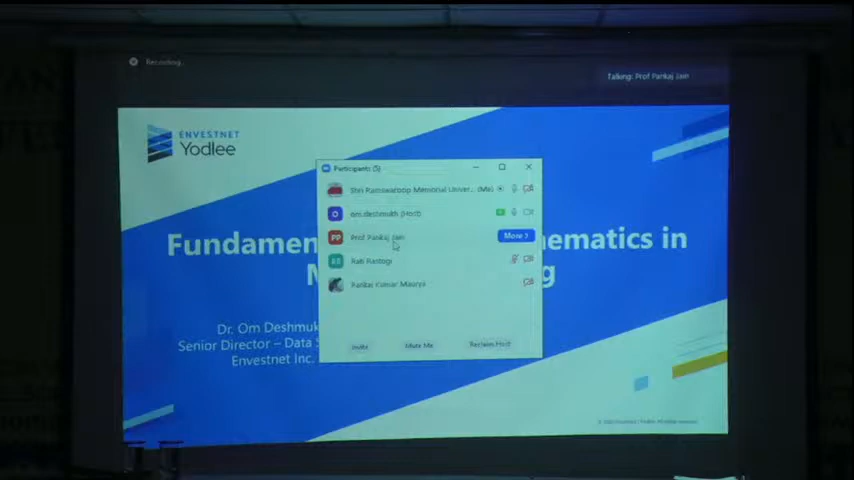 Recording...
Talking: Prof Pankaj Jain
ENVESTNET
Yodlee
Participants (5)
Shri Ramswaroop Memorial Univer... (Me)
O om.deshmukh (Host)
PP Prof Pankaj Jain More >
Rati Rastogi
Pankaj Kumar Maurya
Invite Mute Me Reclaim Host
Fundamen ematics in
M g
Dr. Om Deshmuk
Senior Director – Data S
Envestnet Inc.